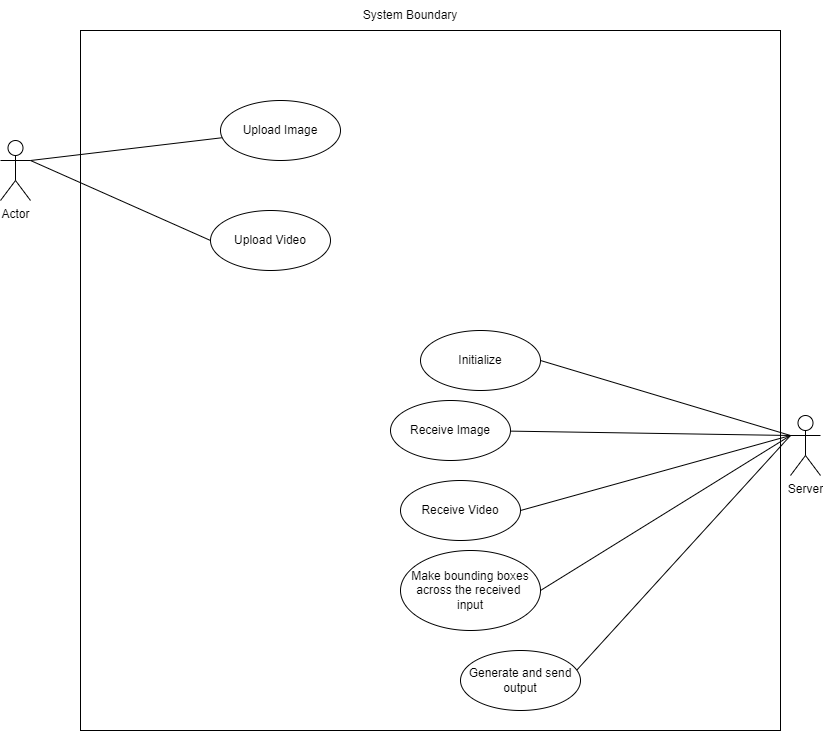 System Boundary
Upload Image
Actor
Upload Video
Initialize
Receive Image
Server
Receive Video
Make bounding boxes
across the received
input
Generate and send
output